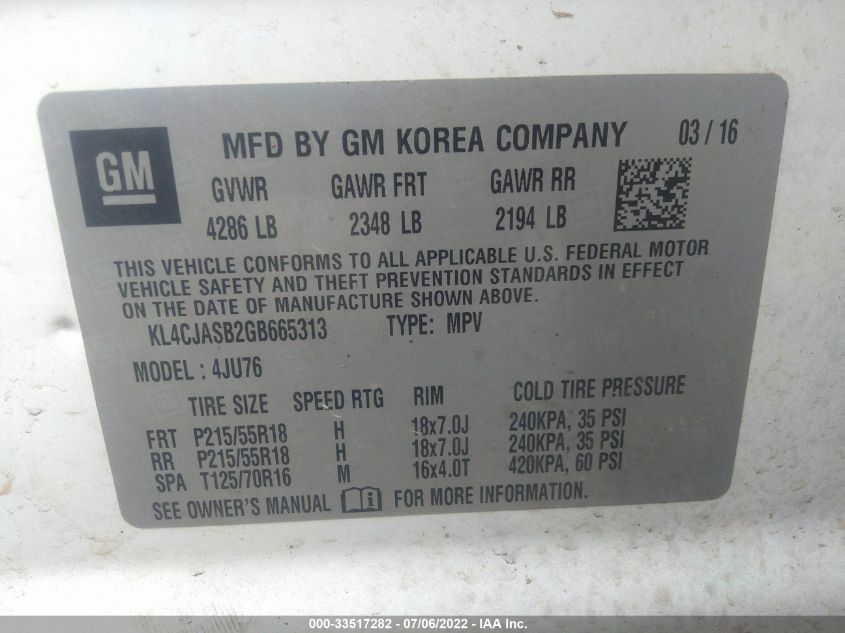 GM
MFD BY GM KOREA COMPANY 03 / 16
GVWR GAWR FRT GAWR RR
4286 LB 2348 LB 2194 LB
THIS VEHICLE CONFORMS TO ALL APPLICABLE U.S. FEDERAL MOTOR
VEHICLE SAFETY AND THEFT PREVENTION STANDARDS IN EFFECT
ON THE DATE OF MANUFACTURE SHOWN ABOVE.
KL4CJASB2GB665313 TYPE: MPV
MODEL : 4JU76
TIRE SIZE SPEED RTG RIM COLD TIRE PRESSURE
FRT P215/55R18 H 18x7.0J 240KPA, 35 PSI
RR P215/55R18 H 18x7.0J 240KPA, 35 PSI
SPA T125/70R16 M 16x4.0T 420KPA, 60 PSI
SEE OWNER'S MANUAL i FOR MORE INFORMATION.
000-33517282 - 07/06/2022 - IAA Inc.